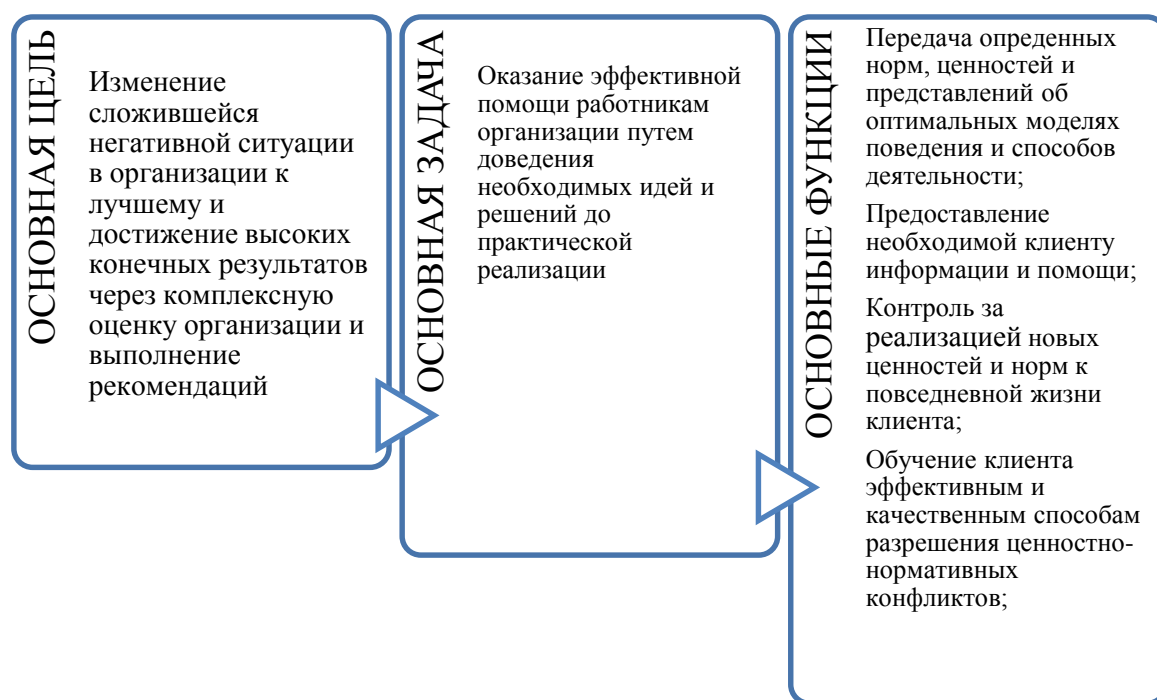 ОСНОВНАЯ ЦЕЛЬ
Изменение
сложившейся
негативной ситуации
в организации к
лучшему и
достижение высоких
конечных результатов
через комплексную
оценку организации и
выполнение
рекомендаций
ОСНОВНАЯ ЗАДАЧА
Оказание эффективной
помощи работникам
организации путем
доведения
необходимых идей и
решений до
практической
реализации
ОСНОВНЫЕ ФУНКЦИИ
Передача опреденных
норм, ценностей и
представлений об
оптимальных моделях
поведения и способов
деятельности;
Предоставление
необходимой клиенту
информации и помощи;
Контроль за
реализацией новых
ценностей и норм к
повседневной жизни
клиента;
Обучение клиента
эффективным и
качественным способам
разрешения ценностно-
нормативных
конфликтов;